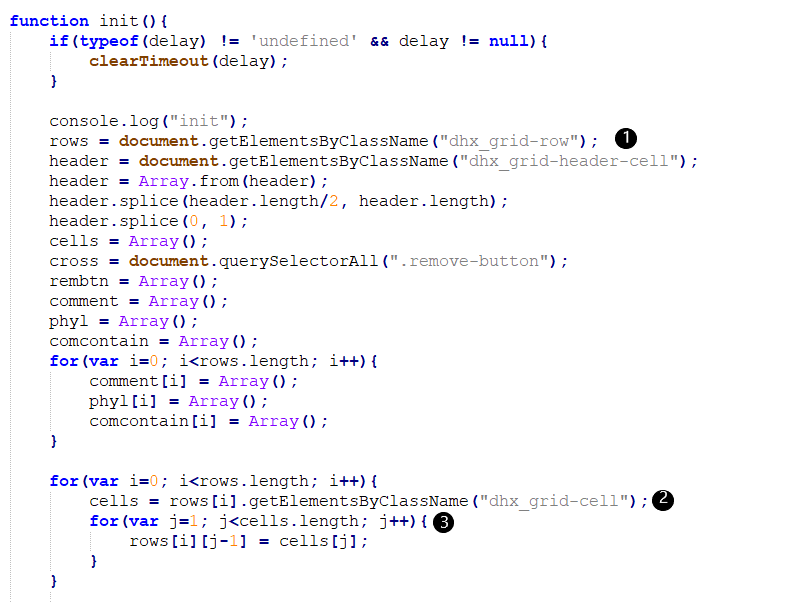 function init(){
if(typeof(delay) != 'undefined' && delay != null){
clearTimeout(delay);
}
console.log("init");
rows = document.getElementsByClassName("dhx_grid-row"); 1
header = document.getElementsByClassName("dhx_grid-header-cell");
header = Array.from(header);
header.splice(header.length/2, header.length);
header.splice(0, 1);
cells = Array();
cross = document.querySelectorAll(".remove-button");
rembtn = Array();
comment = Array();
phyl = Array();
comcontain = Array();
for(var i=0; i<rows.length; i++){
comment[i] = Array();
phyl[i] = Array();
comcontain[i] = Array();
}
for(var i=0; i<rows.length; i++){
cells = rows[i].getElementsByClassName("dhx_grid-cell"); 2
for(var j=1; j<cells.length; j++){ 3
rows[i][j-1] = cells[j];
}
}